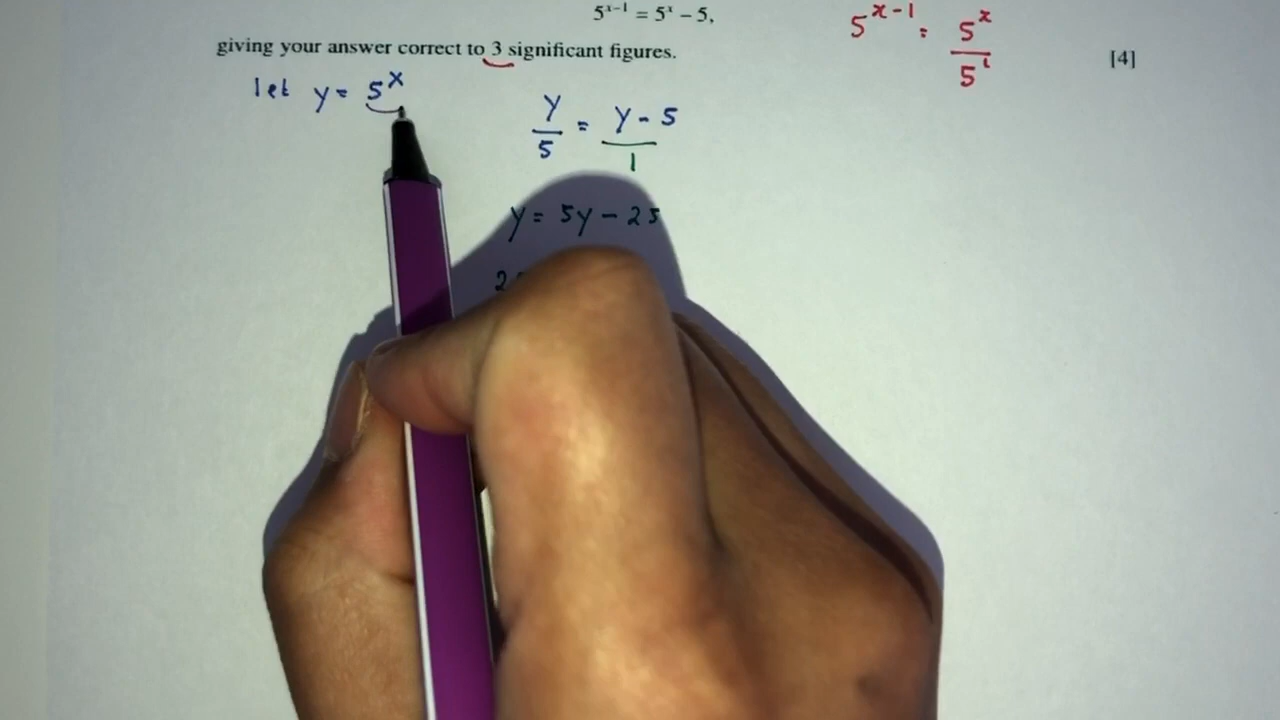 5^{x-1} = 5^x - 5,
5^{x-1} = 5^x / 5^1
giving your answer correct to 3 significant figures. [4]
let y = 5^x
y / 5 = y - 5 / 1
y = 5y - 25
2